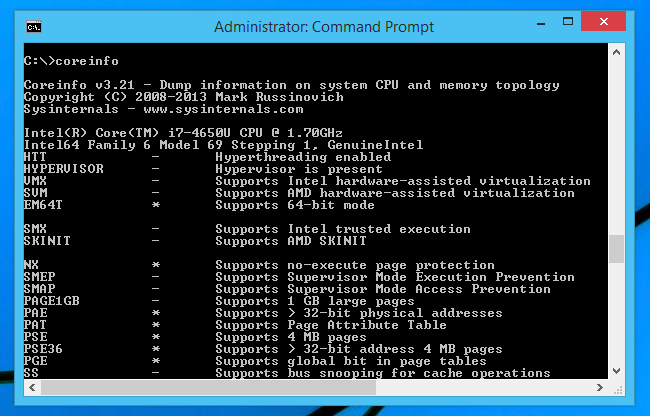 Administrator: Command Prompt
C:\>coreinfo
Coreinfo v3.21 - Dump information on system CPU and memory topology
Copyright (C) 2008-2013 Mark Russinovich
Sysinternals - www.sysinternals.com
Intel(R) Core(TM) i7-4650U CPU @ 1.70GHz
Intel64 Family 6 Model 69 Stepping 1, GenuineIntel
HTT - Hyperthreading enabled
HYPERVISOR - Hypervisor is present
VMX - Supports Intel hardware-assisted virtualization
SVM - Supports AMD hardware-assisted virtualization
EM64T * Supports 64-bit mode
SMX - Supports Intel trusted execution
SKINIT - Supports AMD SKINIT
NX * Supports no-execute page protection
SMEP - Supports Supervisor Mode Execution Prevention
SMAP - Supports Supervisor Mode Access Prevention
PAGE1GB - Supports 1 GB large pages
PAE * Supports > 32-bit physical addresses
PAT * Supports Page Attribute Table
PSE * Supports 4 MB pages
PSE36 * Supports > 32-bit address 4 MB pages
PGE * Supports global bit in page tables
SS - Supports bus snooping for cache operations